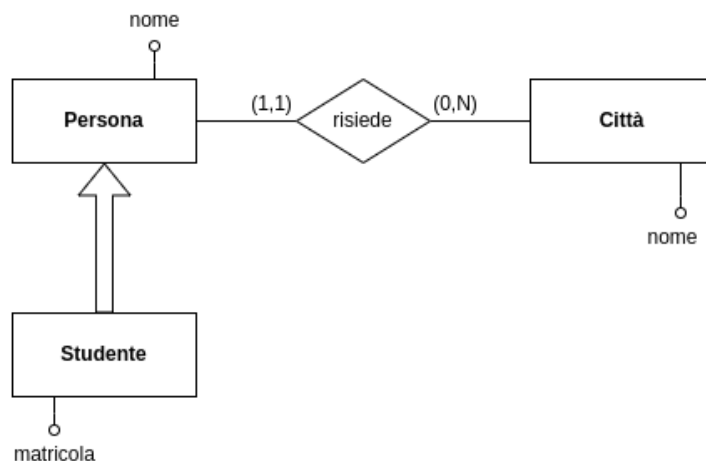 nome
Persona
(1,1)
risiede
(0,N)
Città
nome
Studente
matricola